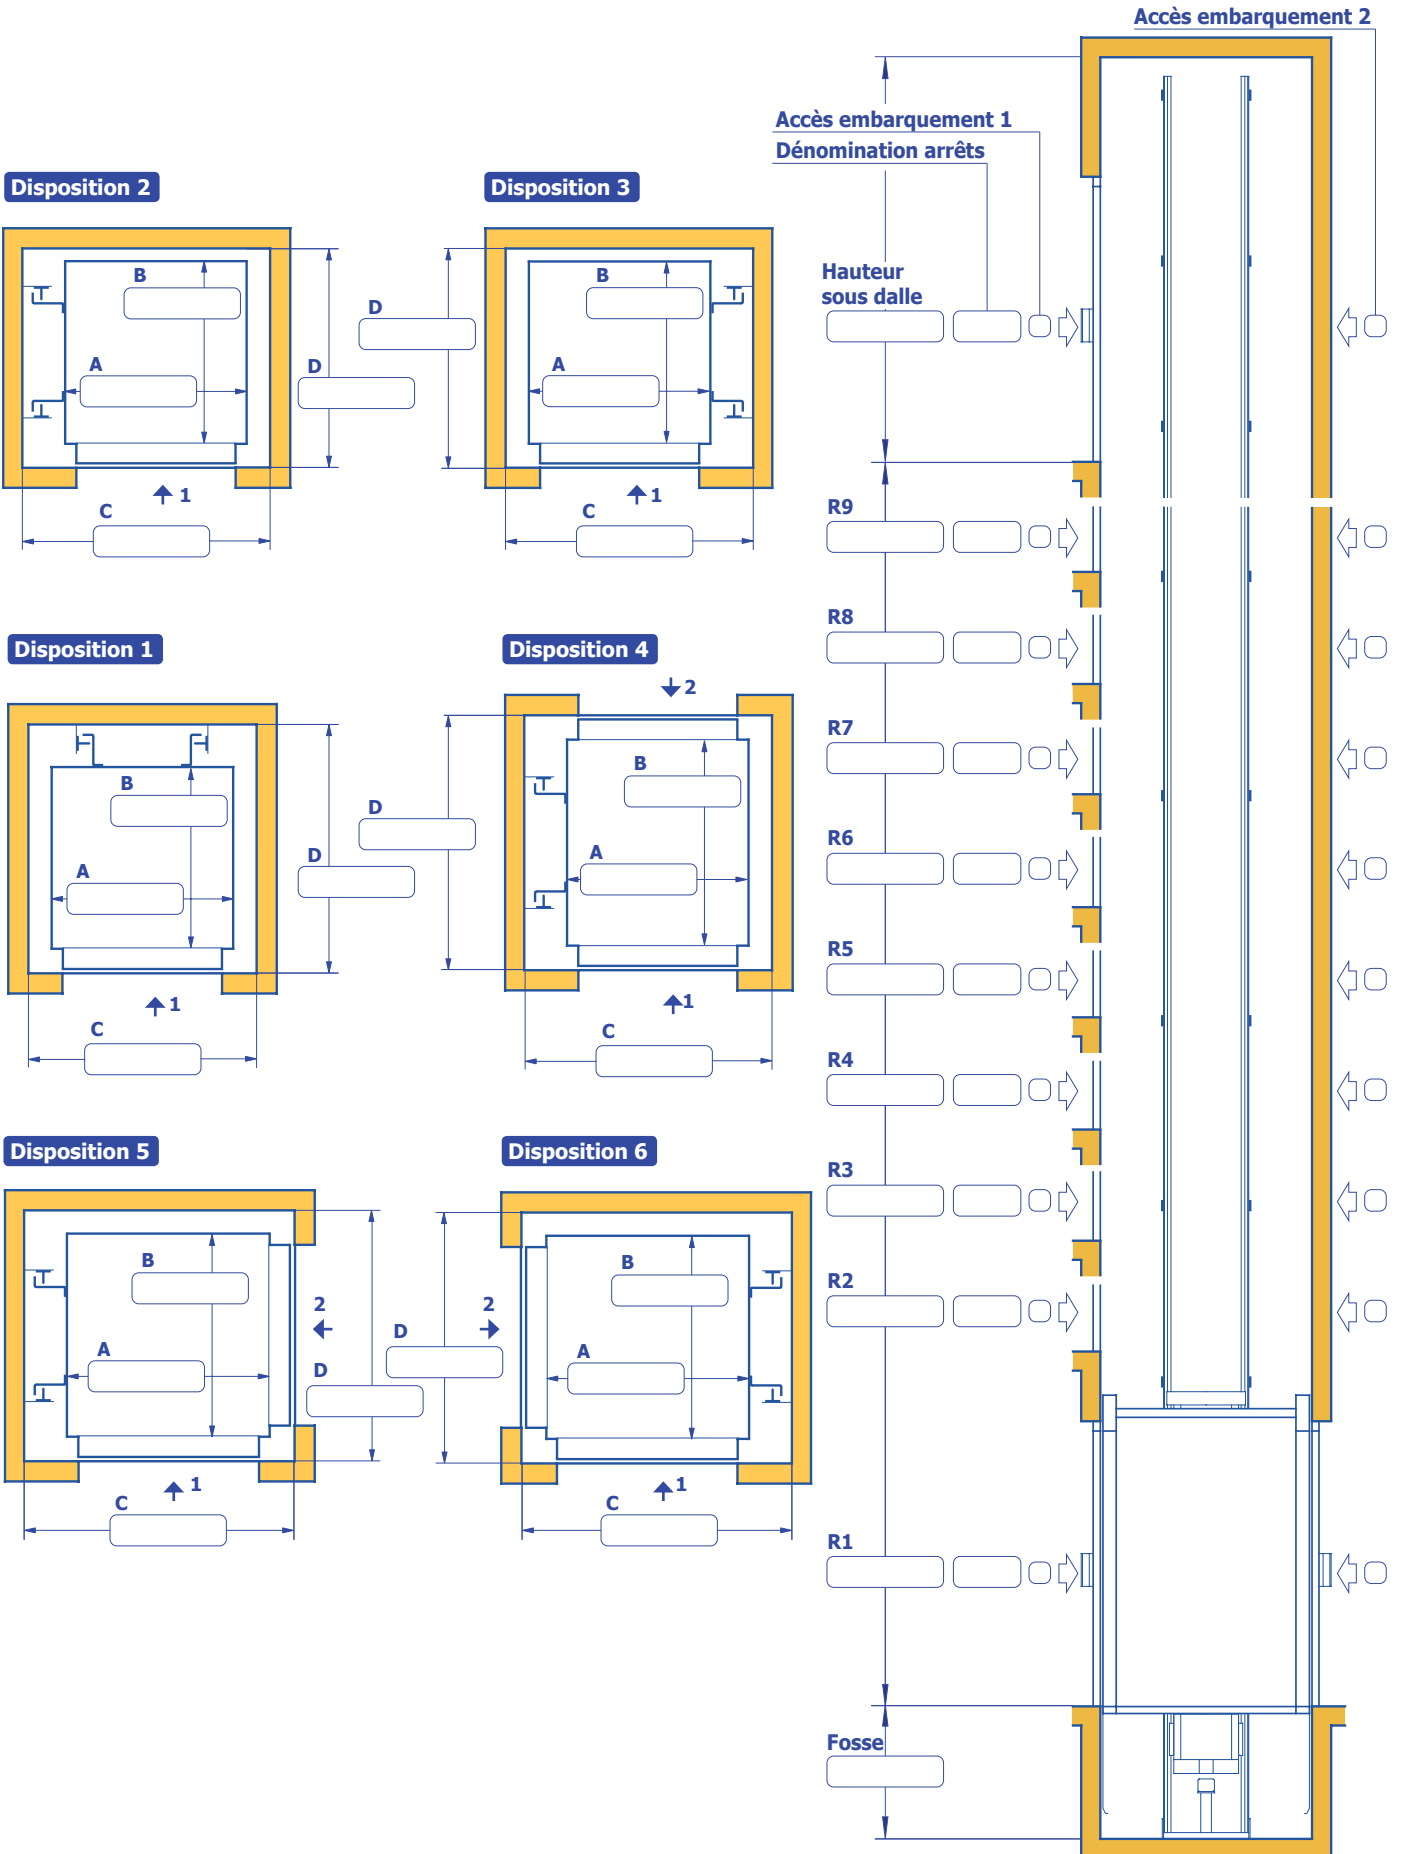 Accès embarquement 2
Accès embarquement 1
Dénomination arrêts
Hauteur
sous dalle
Disposition 2
B
A
D
1
C
Disposition 3
D
B
A
1
C
Disposition 1
B
A
D
1
C
Disposition 4
2
D
B
A
1
C
Disposition 5
B
2
A
D
1
C
Disposition 6
2
D
B
A
1
C
R9
R8
R7
R6
R5
R4
R3
R2
R1
Fosse